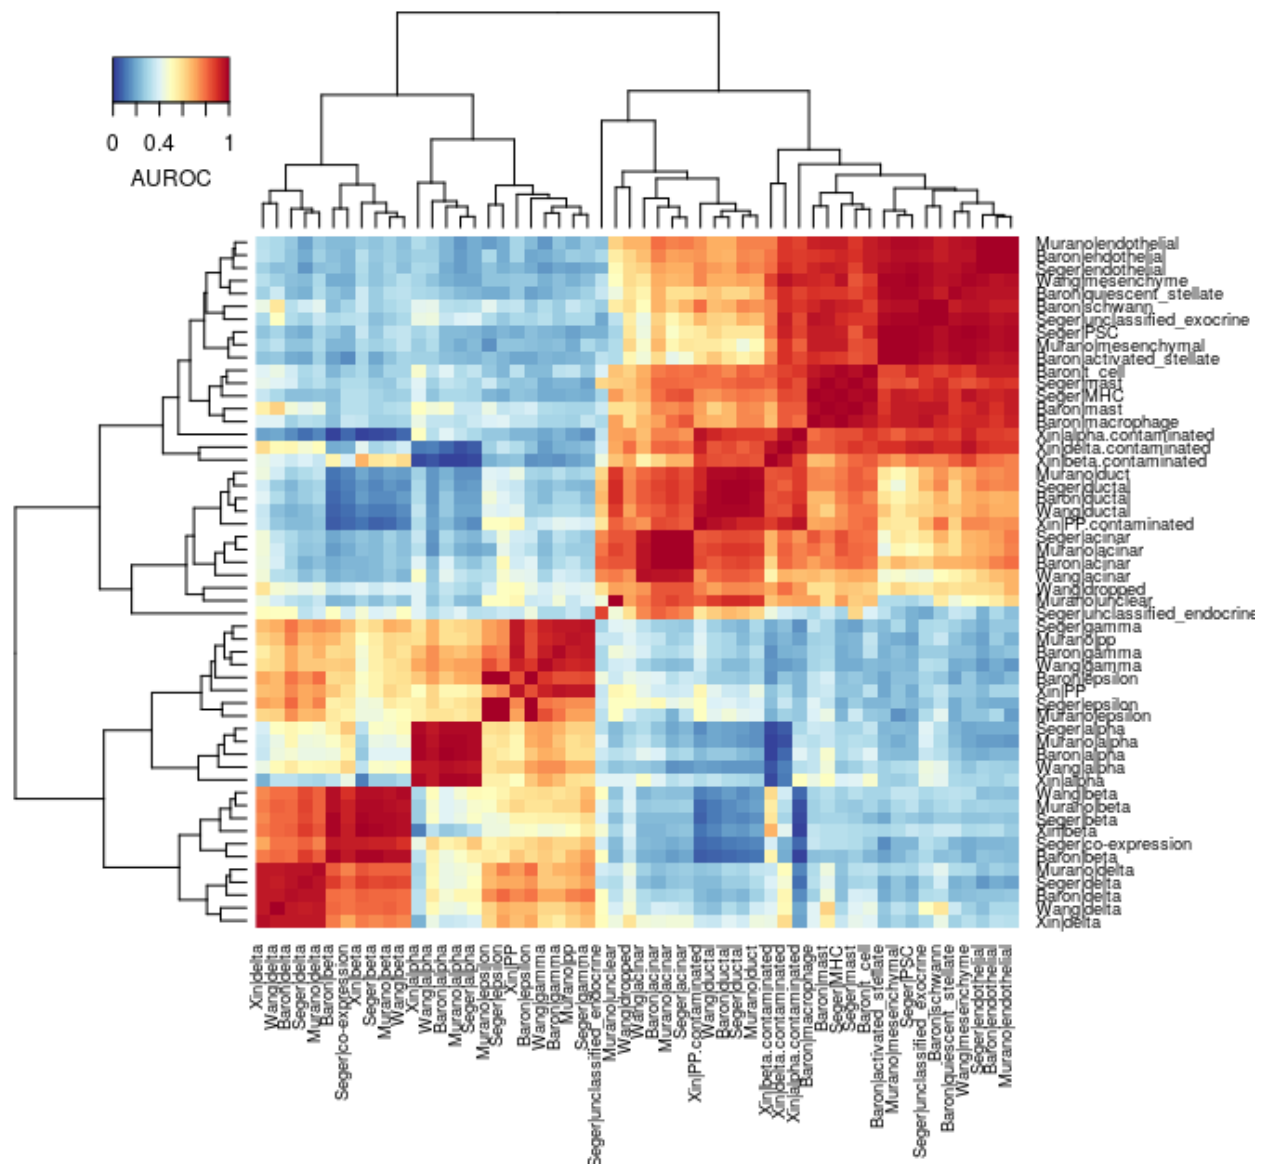 0 0.4 1
AUROC
Murano|endothelial
Baron|endothelial
Seger|endothelial
Wang|mesenchyme
Baron|quiescent_stellate
Baron|schwann
Seger|unclassified_exocrine
Seger|PSC
Murano|mesenchymal
Baron|activated_stellate
Baron|t_cell
Seger|mast
Seger|MHC
Baron|mast
Baron|macrophage
Xin|alpha.contaminated
Xin|delta.contaminated
Xin|beta.contaminated
Murano|duct
Seger|ductal
Baron|ductal
Wang|ductal
Xin|PP.contaminated
Seger|acinar
Murano|acinar
Baron|acinar
Wang|acinar
Wang|dropped
Murano|unclear
Seger|unclassified_endocrine
Seger|gamma
Murano|pp
Baron|gamma
Wang|gamma
Baron|epsilon
Xin|PP
Seger|epsilon
Murano|epsilon
Seger|alpha
Murano|alpha
Baron|alpha
Wang|alpha
Xin|alpha
Wang|beta
Murano|beta
Seger|beta
Xin|beta
Seger|co-expression
Baron|beta
Murano|delta
Seger|delta
Baron|delta
Wang|delta
Xin|delta
Xin|delta
Wang|delta
Baron|delta
Seger|delta
Murano|delta
Baron|beta
Seger|co-expression
Xin|beta
Seger|beta
Murano|beta
Wang|beta
Xin|alpha
Wang|alpha
Baron|alpha
Murano|alpha
Seger|alpha
Murano|epsilon
Seger|epsilon
Xin|PP
Baron|epsilon
Wang|gamma
Baron|gamma
Murano|pp
Seger|gamma
Seger|unclassified_endocrine
Murano|unclear
Wang|dropped
Wang|acinar
Baron|acinar
Murano|acinar
Seger|acinar
Xin|PP.contaminated
Wang|ductal
Baron|ductal
Seger|ductal
Murano|duct
Xin|beta.contaminated
Xin|delta.contaminated
Xin|alpha.contaminated
Baron|macrophage
Baron|mast
Seger|MHC
Seger|mast
Baron|t_cell
Baron|activated_stellate
Murano|mesenchymal
Seger|PSC
Seger|unclassified_exocrine
Baron|schwann
Baron|quiescent_stellate
Wang|mesenchyme
Seger|endothelial
Baron|endothelial
Murano|endothelial